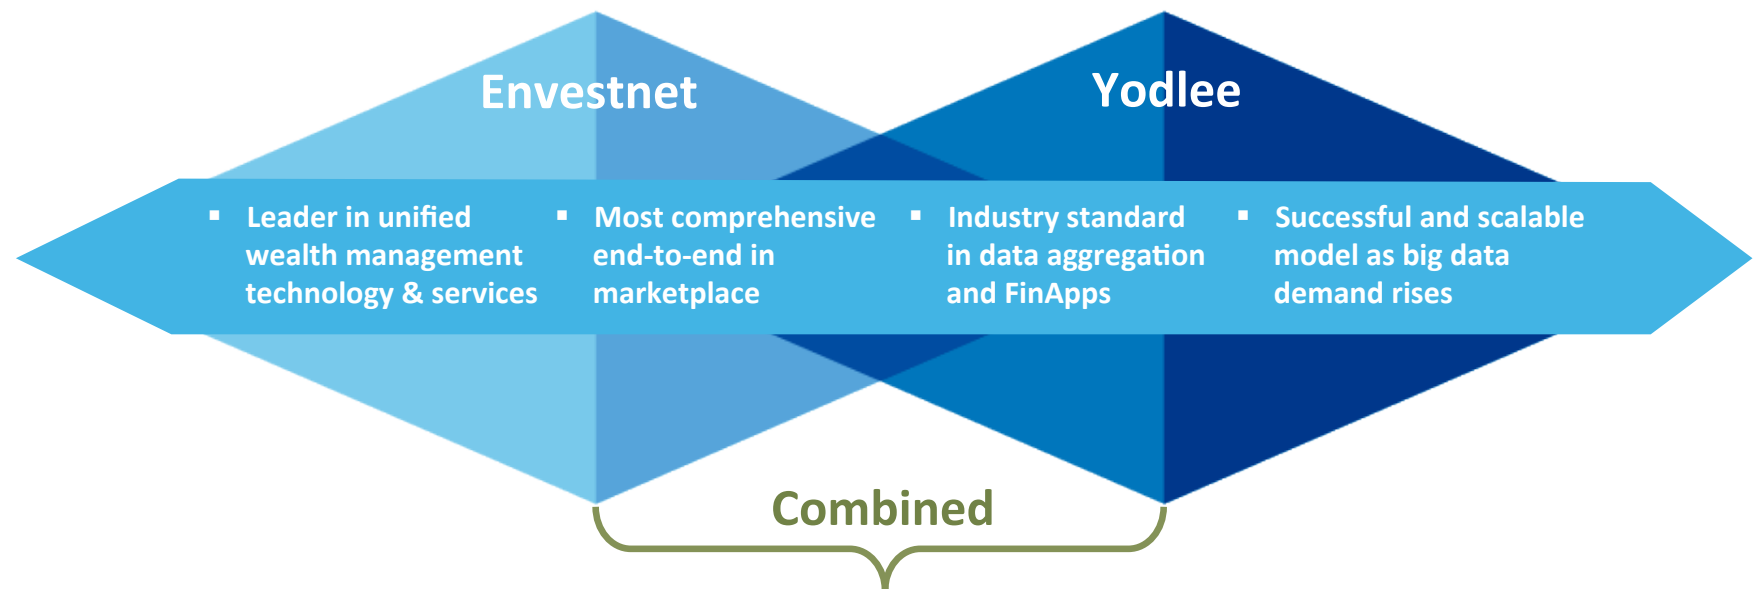 Envestnet
Yodlee
▪ Leader in unified
wealth management
technology & services
▪ Most comprehensive
end-to-end in
marketplace
▪ Industry standard
in data aggregation
and FinApps
▪ Successful and scalable
model as big data
demand rises
Combined